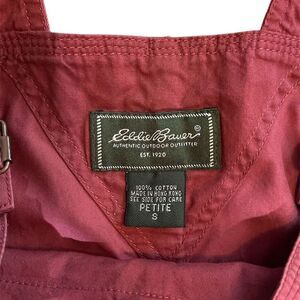 Eddie Bauer®
AUTHENTIC OUTDOOR OUTFITTER
EST. 1920
100% COTTON
MADE IN HONG KONG
SEE SIDE FOR CARE
PETITE
S